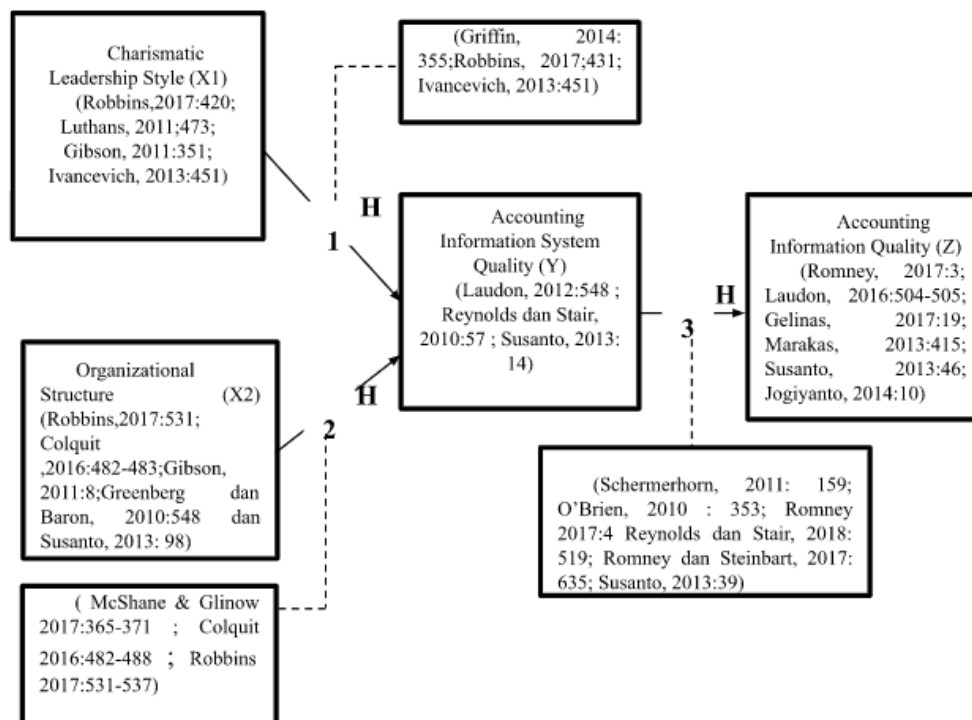 Charismatic
Leadership Style (X1)
(Robbins,2017:420;
Luthans, 2011;473;
Gibson, 2011:351;
Ivancevich, 2013:451)
(Griffin, 2014:
355;Robbins, 2017;431;
Ivancevich, 2013:451)
H
1
Accounting
Information System
Quality (Y)
(Laudon, 2012:548 ;
Reynolds dan Stair,
2010:57 ; Susanto, 2013:
14)
H
3
Accounting
Information Quality (Z)
(Romney, 2017:3;
Laudon, 2016:504-505;
Gelinas, 2017:19;
Marakas, 2013:415;
Susanto, 2013:46;
Jogiyanto, 2014:10)
Organizational
Structure (X2)
(Robbins,2017:531;
Colquit
,2016:482-483;Gibson,
2011:8;Greenberg dan
Baron, 2010:548 dan
Susanto, 2013: 98)
H
2
(Schermerhorn, 2011: 159;
O’Brien, 2010 : 353; Romney
2017:4 Reynolds dan Stair, 2018:
519; Romney dan Steinbart, 2017:
635; Susanto, 2013:39)
( McShane & Glinow
2017:365-371 ; Colquit
2016:482-488 ; Robbins
2017:531-537)